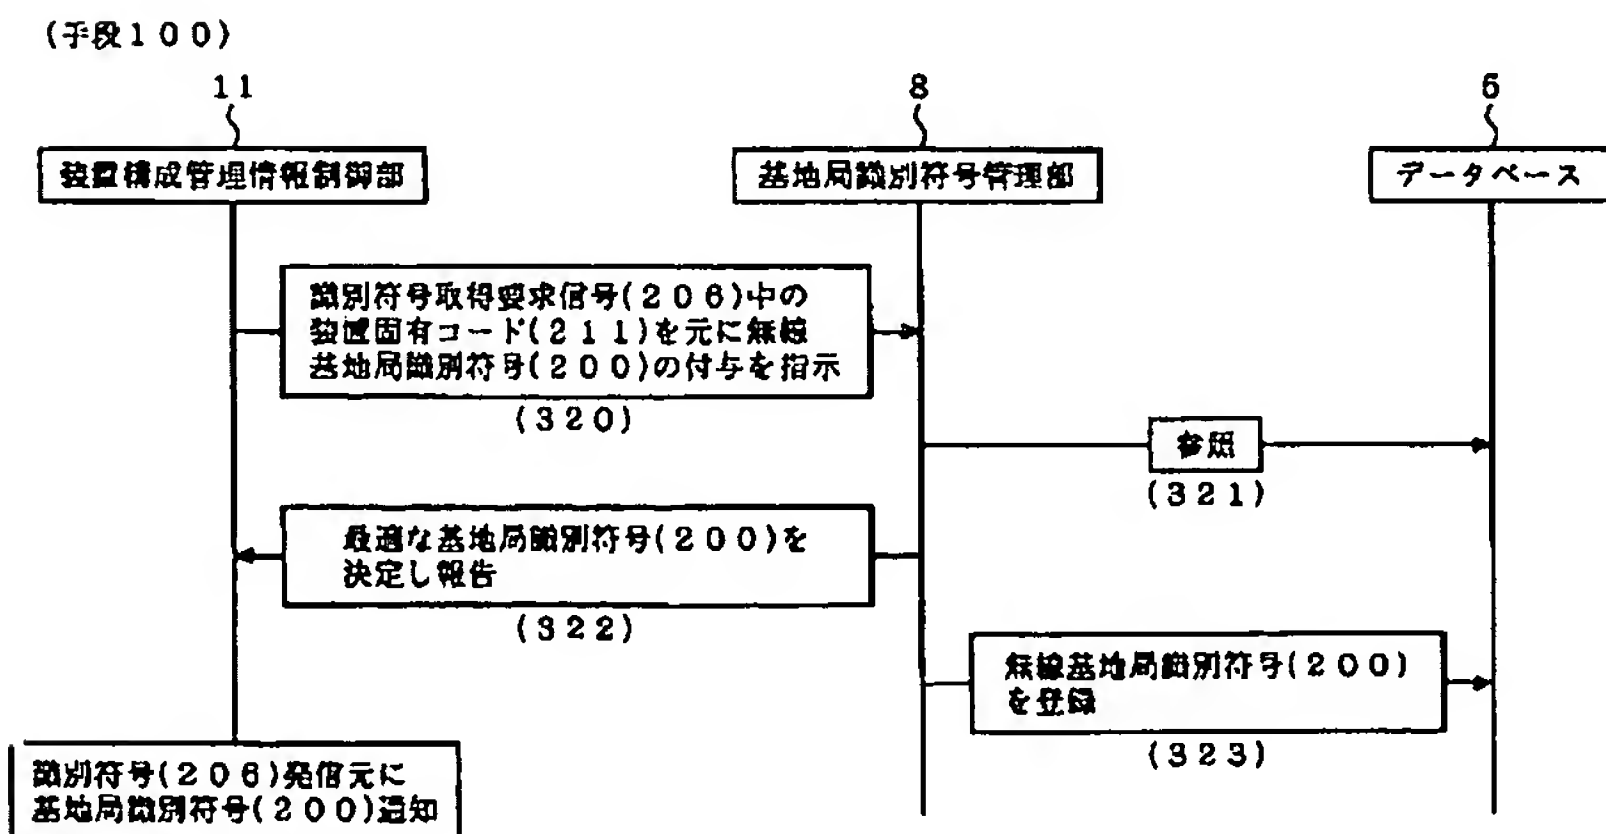 (手段100)
11
8
6
装置構成管理情報制御部
基地局識別符号管理部
データベース
識別符号取得要求信号(206)中の
装置固有コード(211)を元に無線
基地局識別符号(200)の付与を指示
(320)
参照
(321)
最適な基地局識別符号(200)を
決定し報告
(322)
無線基地局識別符号(200)
を登録
(323)
識別符号(206)発信元に
基地局識別符号(200)通知